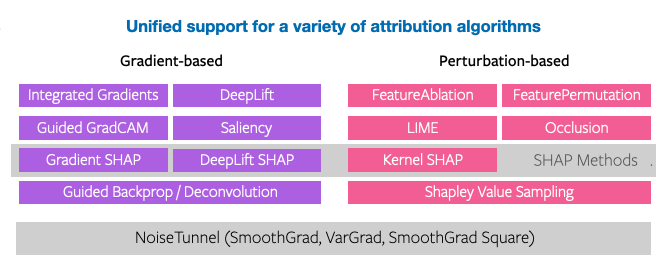 Unified support for a variety of attribution algorithms
Gradient-based Perturbation-based
Integrated Gradients DeepLift FeatureAblation FeaturePermutation
Guided GradCAM Saliency LIME Occlusion
Gradient SHAP DeepLift SHAP Kernel SHAP SHAP Methods .
Guided Backprop / Deconvolution Shapley Value Sampling
NoiseTunnel (SmoothGrad, VarGrad, SmoothGrad Square)